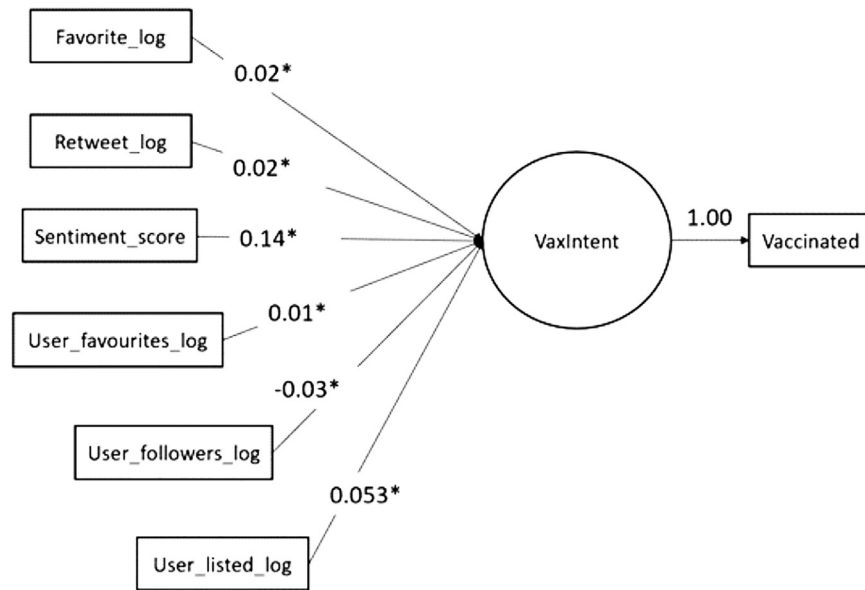 Favorite_log
0.02*
Retweet_log
0.02*
Sentiment_score
0.14*
VaxIntent
1.00
Vaccinated
User_favourites_log
0.01*
-0.03*
User_followers_log
0.053*
User_listed_log